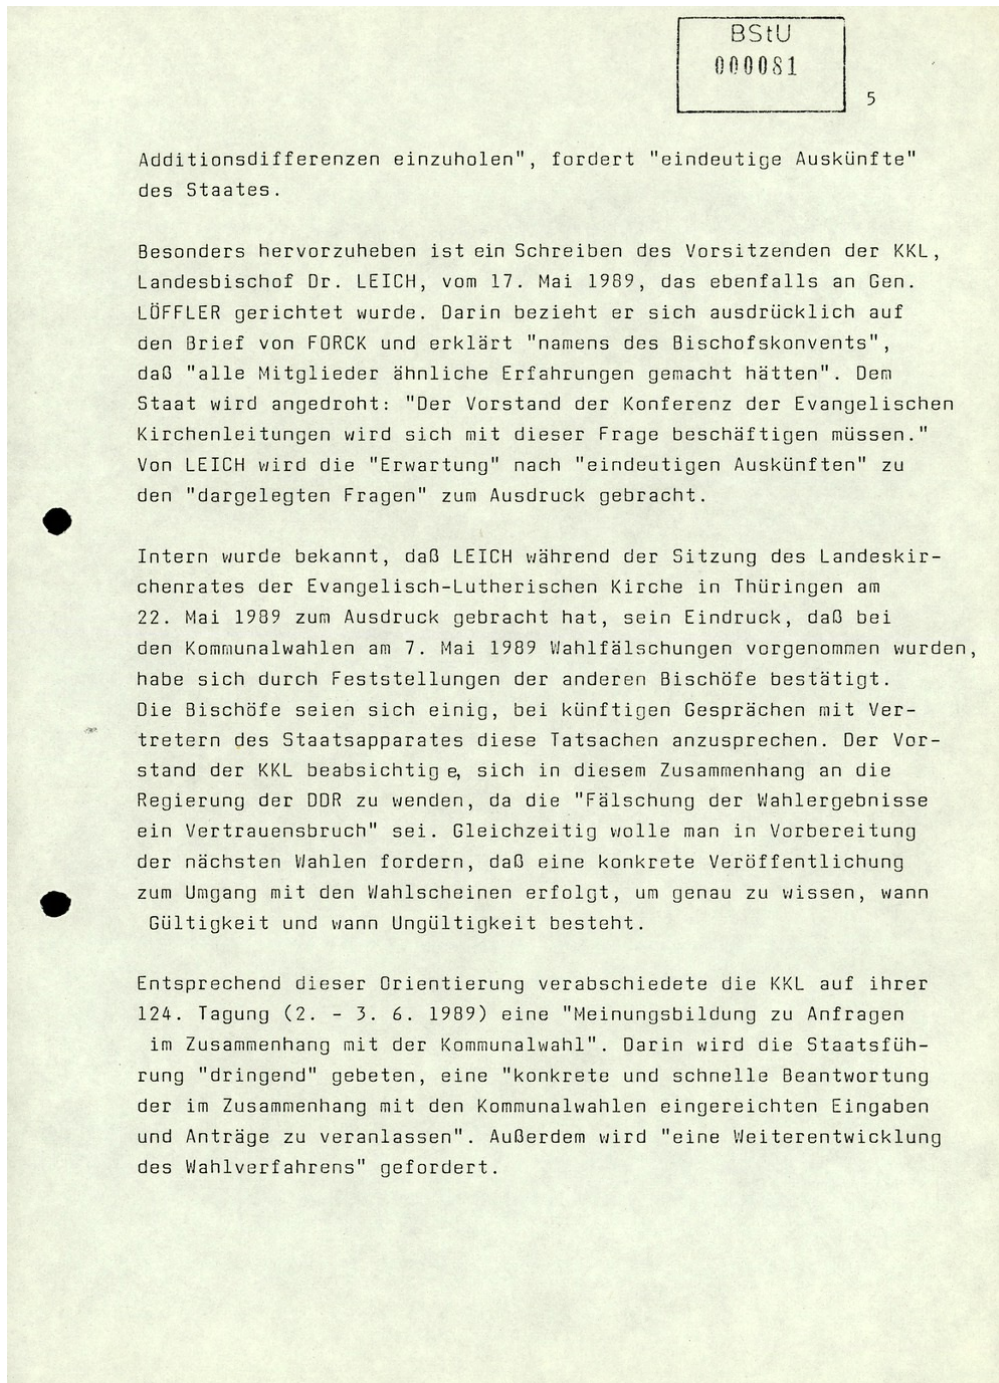 BStU
000081
5
Additionsdifferenzen einzuholen", fordert "eindeutige Auskünfte"
des Staates.
Besonders hervorzuheben ist ein Schreiben des Vorsitzenden der KKL,
Landesbischof Dr. LEICH, vom 17. Mai 1989, das ebenfalls an Gen.
LÖFFLER gerichtet wurde. Darin bezieht er sich ausdrücklich auf
den Brief von FORCK und erklärt "namens des Bischofskonvents",
daß "alle Mitglieder ähnliche Erfahrungen gemacht hätten". Dem
Staat wird angedroht: "Der Vorstand der Konferenz der Evangelischen
Kirchenleitungen wird sich mit dieser Frage beschäftigen müssen."
Von LEICH wird die "Erwartung" nach "eindeutigen Auskünften" zu
den "dargelegten Fragen" zum Ausdruck gebracht.
Intern wurde bekannt, daß LEICH während der Sitzung des Landeskir-
chenrates der Evangelisch-Lutherischen Kirche in Thüringen am
22. Mai 1989 zum Ausdruck gebracht hat, sein Eindruck, daß bei
den Kommunalwahlen am 7. Mai 1989 Wahlfälschungen vorgenommen wurden,
habe sich durch Feststellungen der anderen Bischöfe bestätigt.
Die Bischöfe seien sich einig, bei künftigen Gesprächen mit Ver-
tretern des Staatsapparates diese Tatsachen anzusprechen. Der Vor-
stand der KKL beabsichtige, sich in diesem Zusammenhang an die
Regierung der DDR zu wenden, da die "Fälschung der Wahlergebnisse
ein Vertrauensbruch" sei. Gleichzeitig wolle man in Vorbereitung
der nächsten Wahlen fordern, daß eine konkrete Veröffentlichung
zum Umgang mit den Wahlscheinen erfolgt, um genau zu wissen, wann
Gültigkeit und wann Ungültigkeit besteht.
Entsprechend dieser Orientierung verabschiedete die KKL auf ihrer
124. Tagung (2. - 3. 6. 1989) eine "Meinungsbildung zu Anfragen
im Zusammenhang mit der Kommunalwahl". Darin wird die Staatsfüh-
rung "dringend" gebeten, eine "konkrete und schnelle Beantwortung
der im Zusammenhang mit den Kommunalwahlen eingereichten Eingaben
und Anträge zu veranlassen". Außerdem wird "eine Weiterentwicklung
des Wahlverfahrens" gefordert.